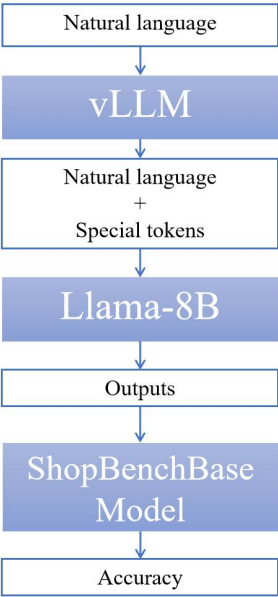 Natural language
vLLM
Natural language
+
Special tokens
Llama-8B
Outputs
ShopBenchBase
Model
Accuracy